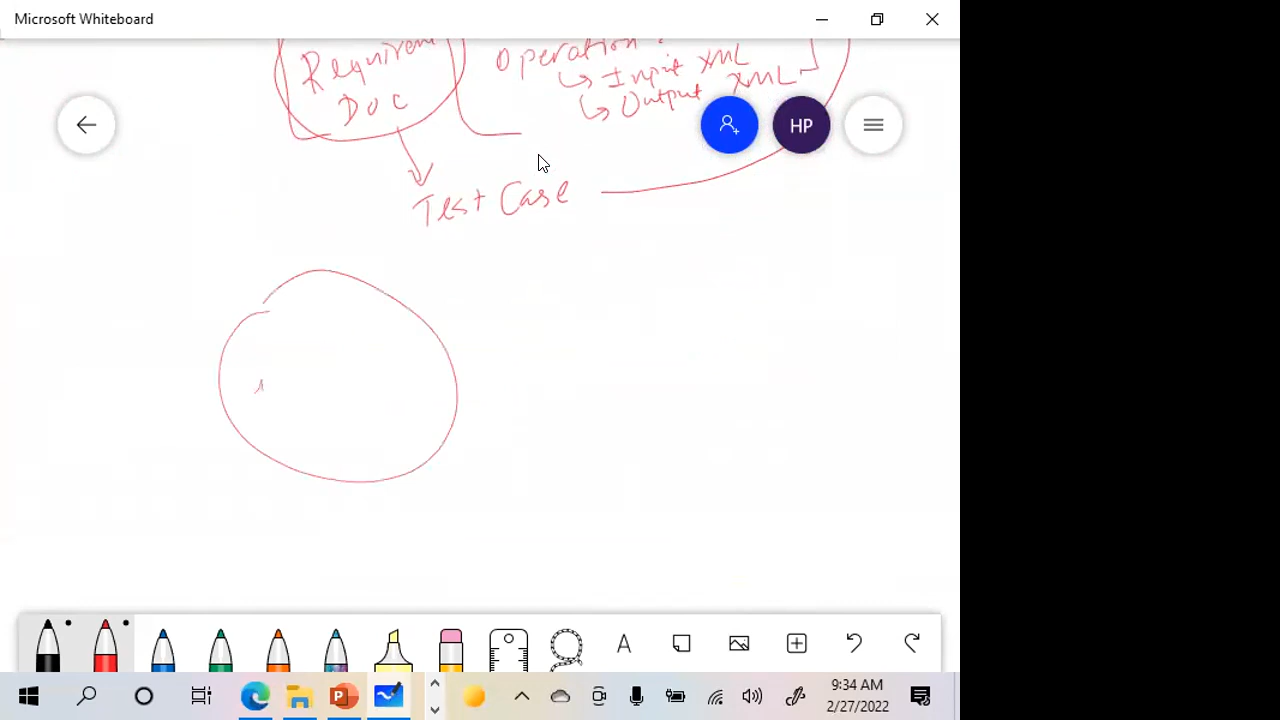 Microsoft Whiteboard
Requirem
DOC
Operation :
Input XML
Output XML
HP
Test Case
A
9:34 AM
2/27/2022